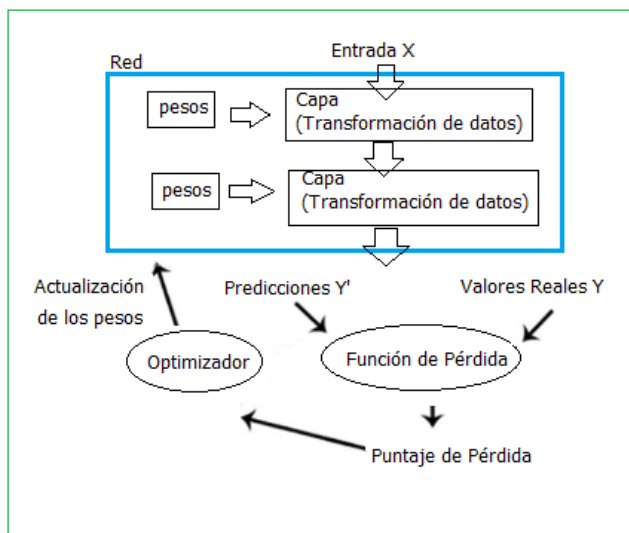 Entrada X
Red
pesos
Capa
(Transformación de datos)
pesos
Capa
(Transformación de datos)
Actualización
de los pesos
Predicciones Y'
Valores Reales Y
Optimizador
Función de Pérdida
Puntaje de Pérdida